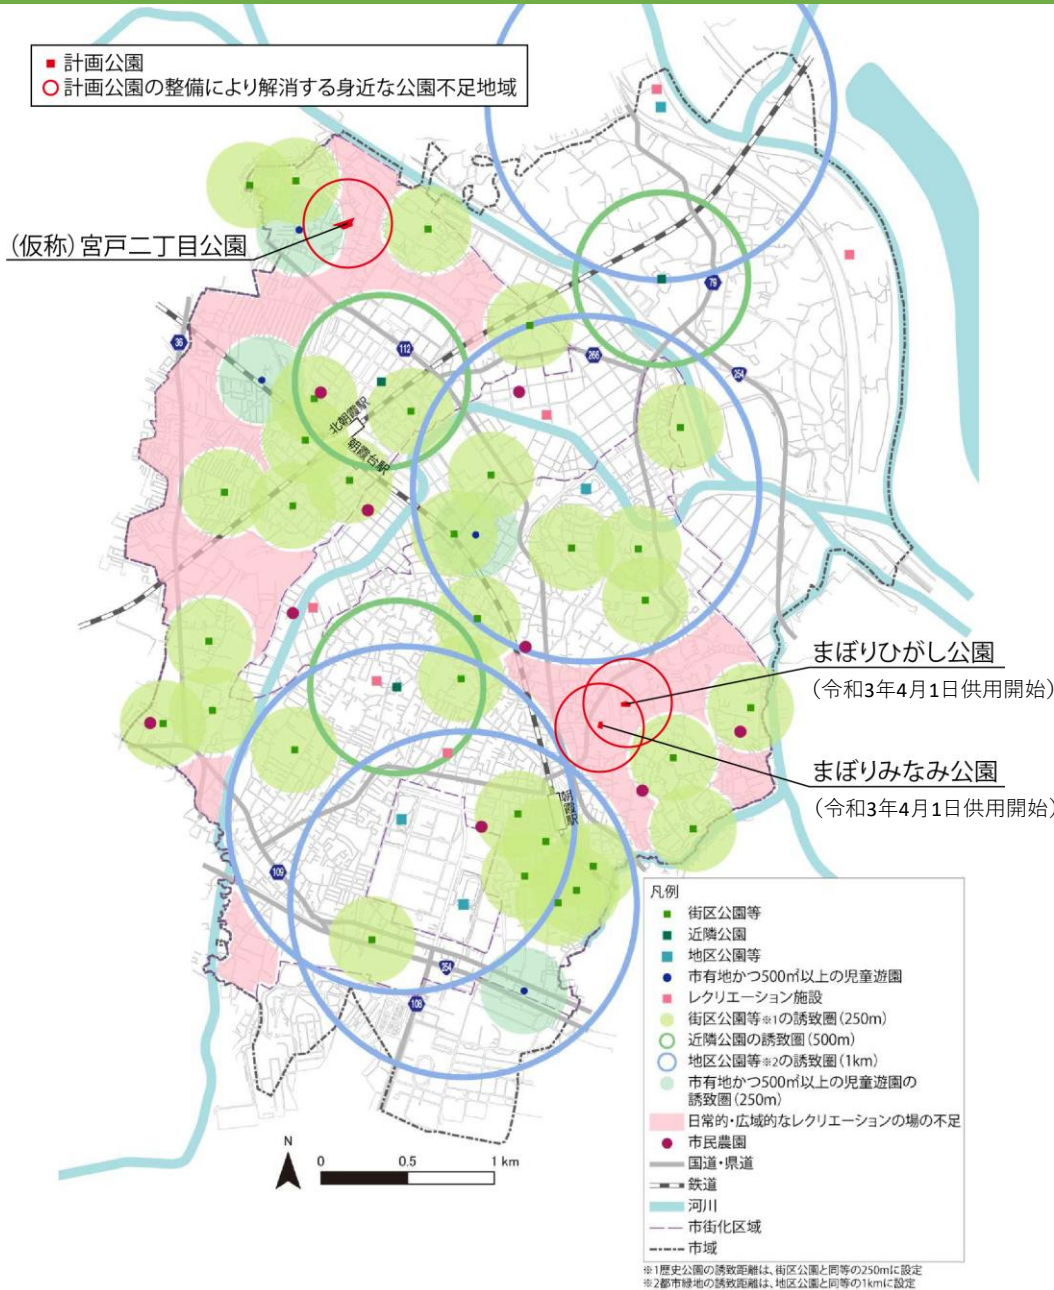 計画公園
計画公園の整備により解消する身近な公園不足地域
(仮称)宮戸二丁目公園
79
36
112
266
254
北朝霞駅
朝霞台駅
まぼりひがし公園
(令和3年4月1日供用開始)
まぼりみなみ公園
(令和3年4月1日供用開始)
朝霞駅
109
254
108
凡例
街区公園等
近隣公園
地区公園等
市有地かつ500㎡以上の児童遊園
レクリエーション施設
街区公園等※1の誘致圏(250m)
近隣公園の誘致圏(500m)
地区公園等※2の誘致圏(1km)
市有地かつ500㎡以上の児童遊園の
誘致圏(250m)
日常的・広域的なレクリエーションの場の不足
市民農園
国道・県道
鉄道
河川
市街化区域
市域
N
0 0.5 1 km
※1歴史公園の誘致距離は、街区公園と同等の250mに設定
※2都市緑地の誘致距離は、地区公園と同等の1kmに設定